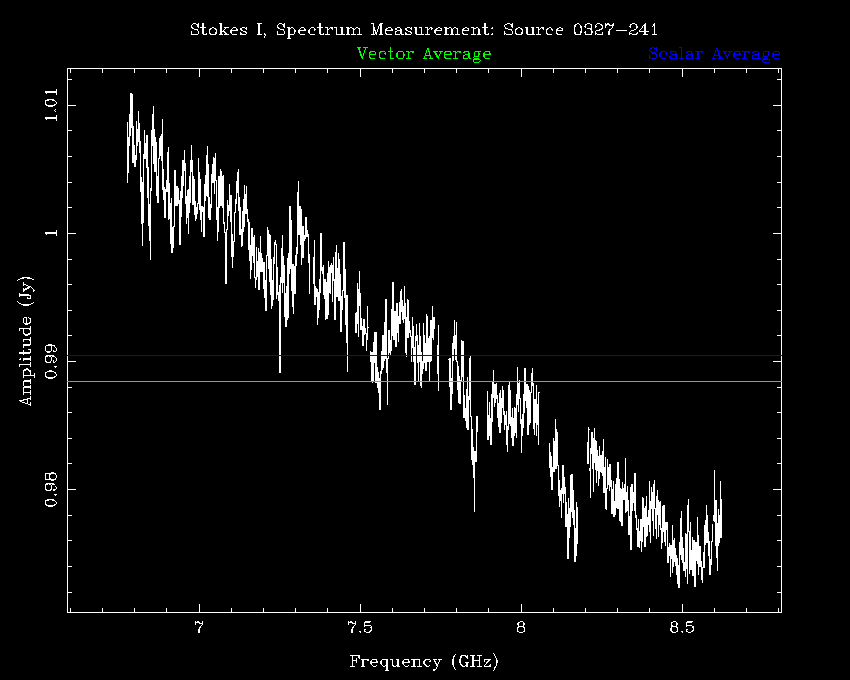 Stokes I, Spectrum Measurement: Source 0327-241
Vector Average Scalar Average
1.01
1
0.99
0.98
Amplitude (Jy)
7 7.5 8 8.5
Frequency (GHz)